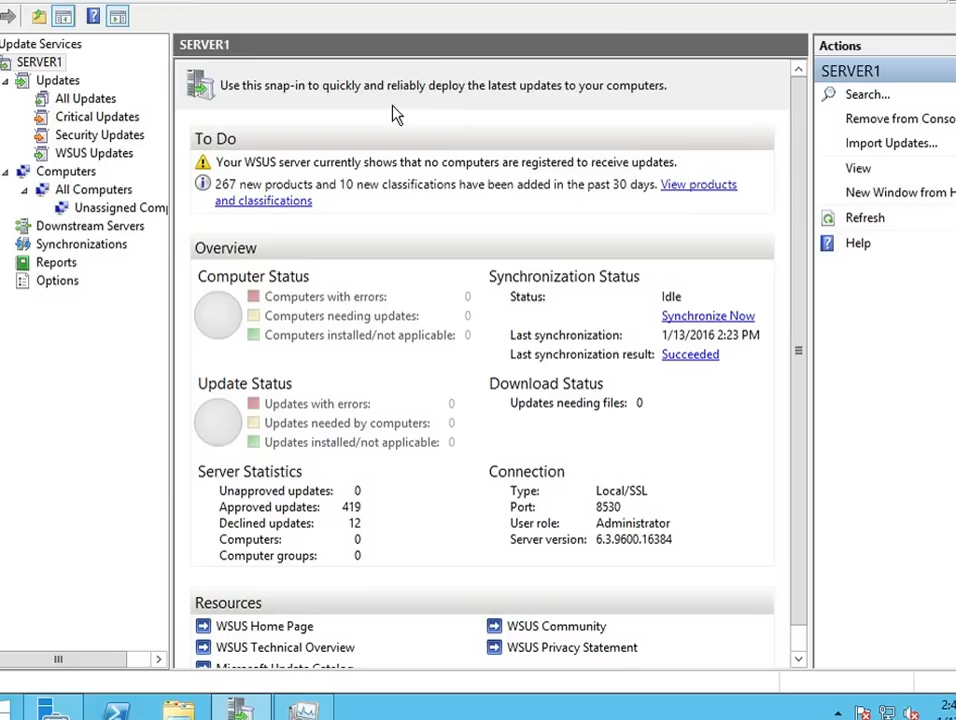 Update Services
SERVER1
Updates
All Updates
Critical Updates
Security Updates
WSUS Updates
Computers
All Computers
Unassigned Comp
Downstream Servers
Synchronizations
Reports
Options
SERVER1
Use this snap-in to quickly and reliably deploy the latest updates to your computers.
To Do
Your WSUS server currently shows that no computers are registered to receive updates.
267 new products and 10 new classifications have been added in the past 30 days. View products
and classifications
Overview
Computer Status
Computers with errors: 0
Computers needing updates: 0
Computers installed/not applicable: 0
Synchronization Status
Status: Idle
Synchronize Now
Last synchronization: 1/13/2016 2:23 PM
Last synchronization result: Succeeded
Update Status
Updates with errors: 0
Updates needed by computers: 0
Updates installed/not applicable: 0
Download Status
Updates needing files: 0
Server Statistics
Unapproved updates: 0
Approved updates: 419
Declined updates: 12
Computers: 0
Computer groups: 0
Connection
Type: Local/SSL
Port: 8530
User role: Administrator
Server version: 6.3.9600.16384
Resources
WSUS Home Page
WSUS Technical Overview
Microsoft Update Catalog
WSUS Community
WSUS Privacy Statement
Actions
SERVER1
Search...
Remove from Conso
Import Updates...
View
New Window from H
Refresh
Help